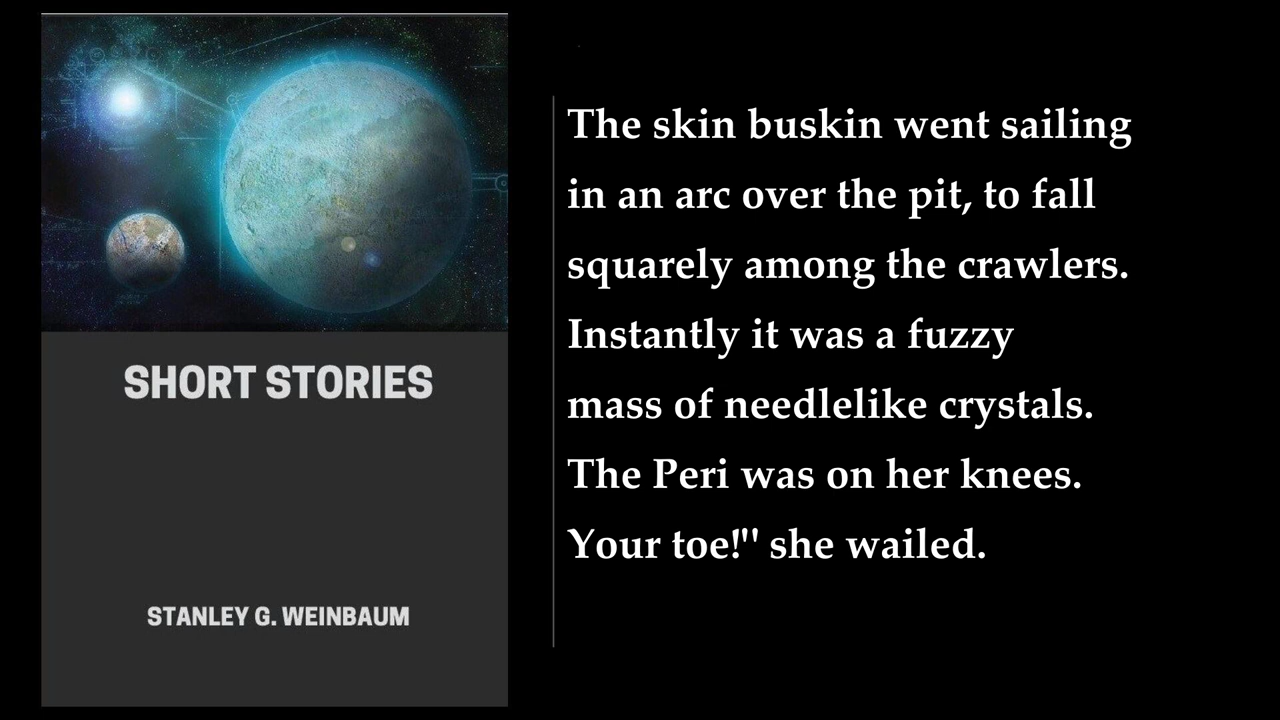 SHORT STORIES
STANLEY G. WEINBAUM
The skin buskin went sailing
in an arc over the pit, to fall
squarely among the crawlers.
Instantly it was a fuzzy
mass of needlelike crystals.
The Peri was on her knees.
Your toe!" she wailed.